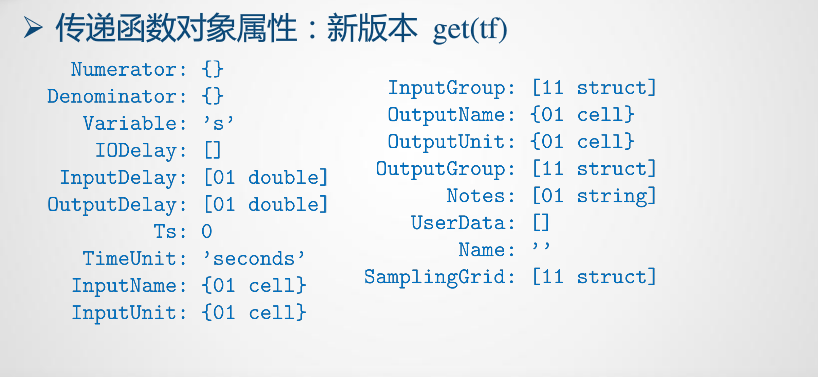 ➢ 传递函数对象属性：新版本 get(tf)
Numerator: {}
Denominator: {}
Variable: ’s’
IODelay: []
InputDelay: [01 double]
OutputDelay: [01 double]
Ts: 0
TimeUnit: ’seconds’
InputName: {01 cell}
InputUnit: {01 cell}
InputGroup: [11 struct]
OutputName: {01 cell}
OutputUnit: {01 cell}
OutputGroup: [11 struct]
Notes: [01 string]
UserData: []
Name: ’’
SamplingGrid: [11 struct]